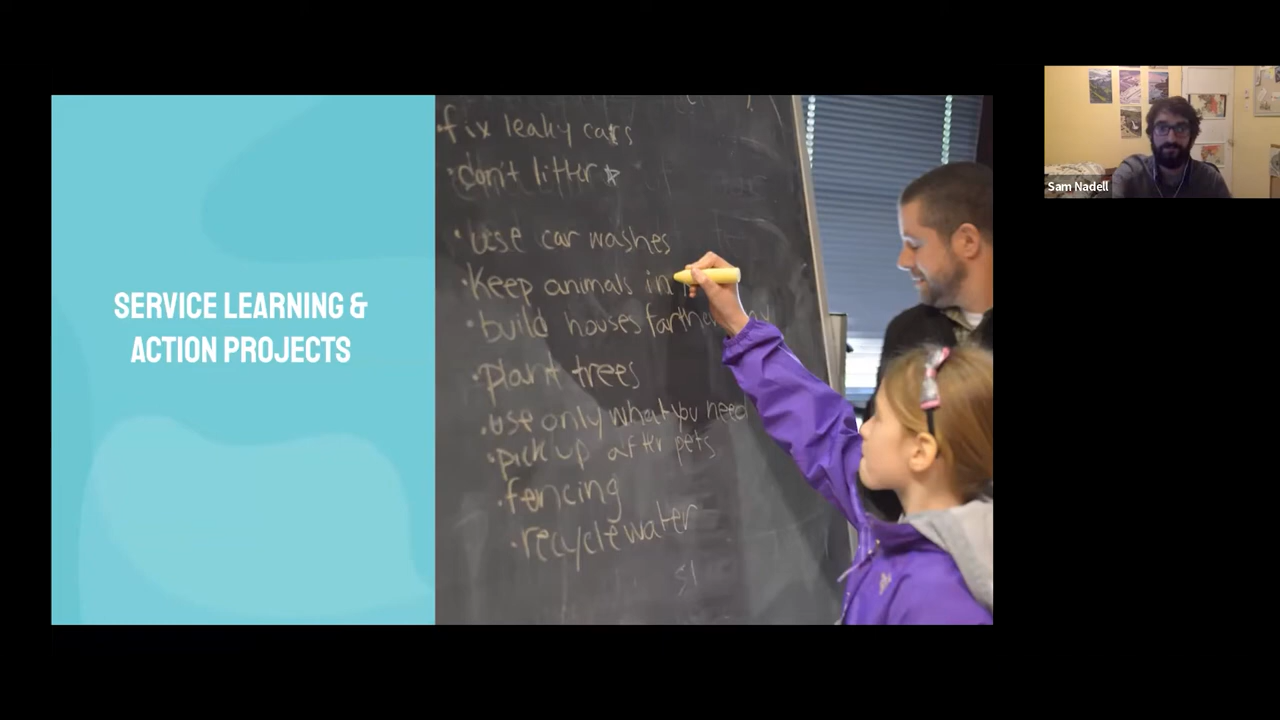 SERVICE LEARNING &
ACTION PROJECTS
·fix leaky cars
·don't litter☆
·use car washes
·Keep animals in
·build houses farther
·plant trees
·use only what you need
·pick up after pets
·fencing
·recycle water
Sam Nadell